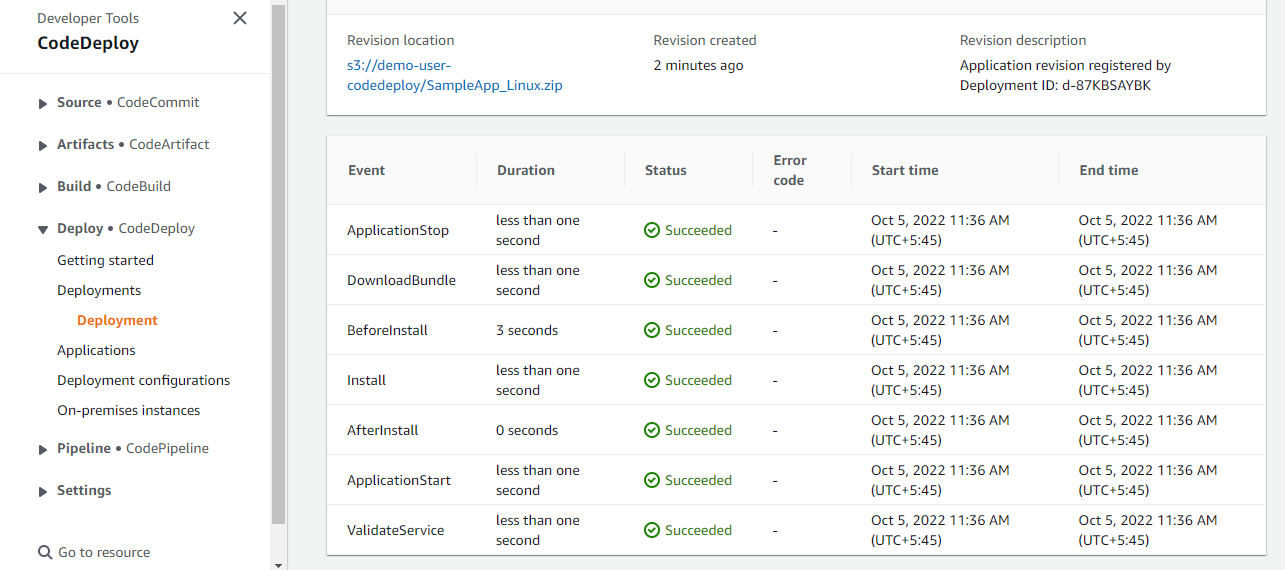 Developer Tools
CodeDeploy
Source • CodeCommit
Artifacts • CodeArtifact
Build • CodeBuild
Deploy • CodeDeploy
Getting started
Deployments
Deployment
Applications
Deployment configurations
On-premises instances
Pipeline • CodePipeline
Settings
Go to resource
Revision location
s3://demo-user-
codedeploy/SampleApp_Linux.zip
Revision created
2 minutes ago
Revision description
Application revision registered by
Deployment ID: d-87KBSAYBK
Event Duration Status Error
code Start time End time
ApplicationStop less than one
second Succeeded - Oct 5, 2022 11:36 AM
(UTC+5:45) Oct 5, 2022 11:36 AM
(UTC+5:45)
DownloadBundle less than one
second Succeeded - Oct 5, 2022 11:36 AM
(UTC+5:45) Oct 5, 2022 11:36 AM
(UTC+5:45)
BeforeInstall 3 seconds Succeeded - Oct 5, 2022 11:36 AM
(UTC+5:45) Oct 5, 2022 11:36 AM
(UTC+5:45)
Install less than one
second Succeeded - Oct 5, 2022 11:36 AM
(UTC+5:45) Oct 5, 2022 11:36 AM
(UTC+5:45)
AfterInstall 0 seconds Succeeded - Oct 5, 2022 11:36 AM
(UTC+5:45) Oct 5, 2022 11:36 AM
(UTC+5:45)
ApplicationStart less than one
second Succeeded - Oct 5, 2022 11:36 AM
(UTC+5:45) Oct 5, 2022 11:36 AM
(UTC+5:45)
ValidateService less than one
second Succeeded - Oct 5, 2022 11:36 AM
(UTC+5:45) Oct 5, 2022 11:36 AM
(UTC+5:45)